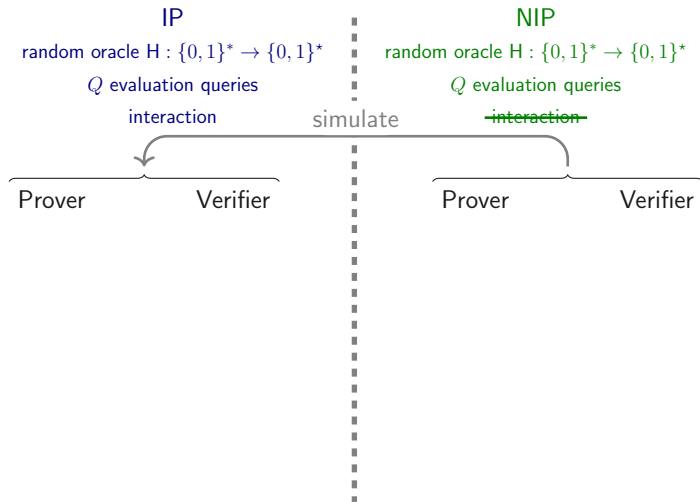 IP
random oracle H : {0, 1}* → {0, 1}⋆
Q evaluation queries
interaction
NIP
random oracle H : {0, 1}* → {0, 1}⋆
Q evaluation queries
interaction
simulate
Prover Verifier
Prover Verifier